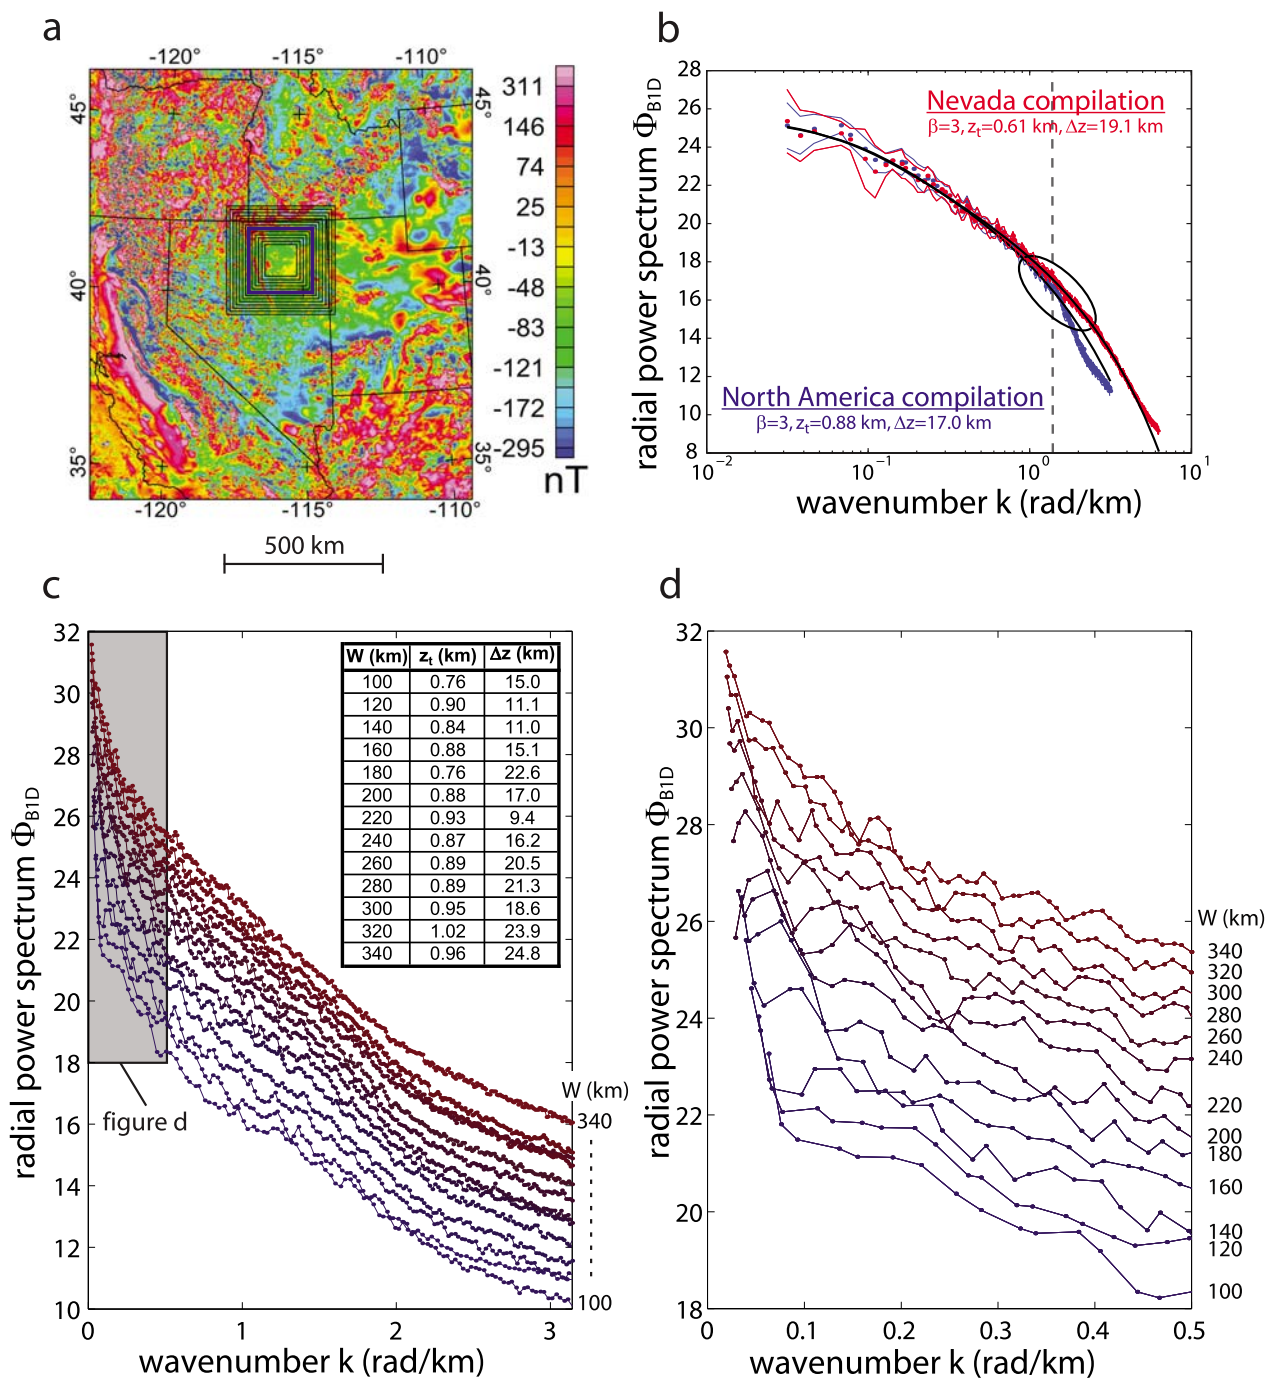 a
-120° -115° -110°
45° 45°
40° 40°
35° 35°
-120° -115° -110°
500 km
311
146
74
25
-13
-48
-83
-121
-172
-295
nT
b
radial power spectrum ΦB1D
28
26
24
22
20
18
16
14
12
10
8
Nevada compilation
β=3, zt=0.61 km, Δz=19.1 km
North America compilation
β=3, zt=0.88 km, Δz=17.0 km
10−2 10−1 100 101
wavenumber k (rad/km)
c
radial power spectrum ΦB1D
32
30
28
26
24
22
20
18
16
14
12
10
W (km) zt (km) Δz (km)
100 0.76 15.0
120 0.90 11.1
140 0.84 11.0
160 0.88 15.1
180 0.76 22.6
200 0.88 17.0
220 0.93 9.4
240 0.87 16.2
260 0.89 20.5
280 0.89 21.3
300 0.95 18.6
320 1.02 23.9
340 0.96 24.8
figure d
W (km)
340
100
0 1 2 3
wavenumber k (rad/km)
d
radial power spectrum ΦB1D
32
30
28
26
24
22
20
18
W (km)
340
320
300
280
260
240
220
200
180
160
140
120
100
0 0.1 0.2 0.3 0.4 0.5
wavenumber k (rad/km)